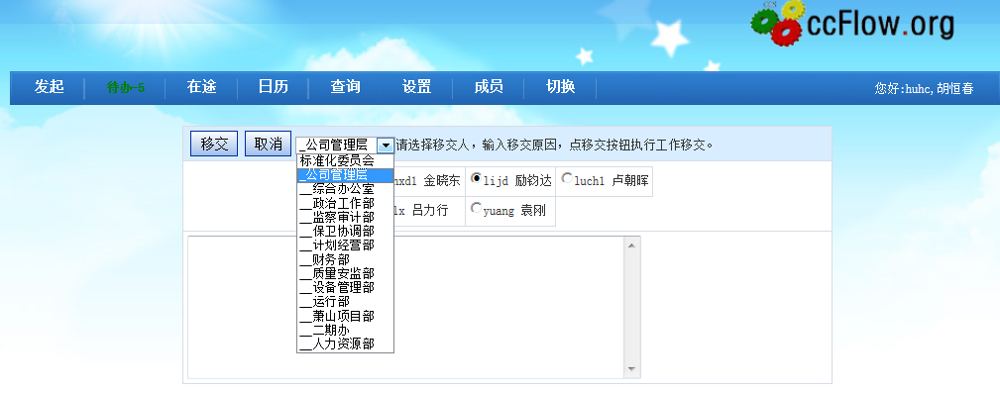 ccFlow.org
发起 待办-5 在途 日历 查询 设置 成员 切换 您好:huhc,胡恒春
移交 取消 _公司管理层 请选择移交人，输入移交原因，点移交按钮执行工作移交。
标准化委员会
_公司管理层
__综合办公室
__政治工作部
__监察审计部
__保卫协调部
__计划经营部
__财务部
__质量安监部
__设备管理部
__运行部
__萧山项目部
__二期办
__人力资源部
金晓东 lijd 励钧达 luch1 卢朝晖
吕力行 yuang 袁刚